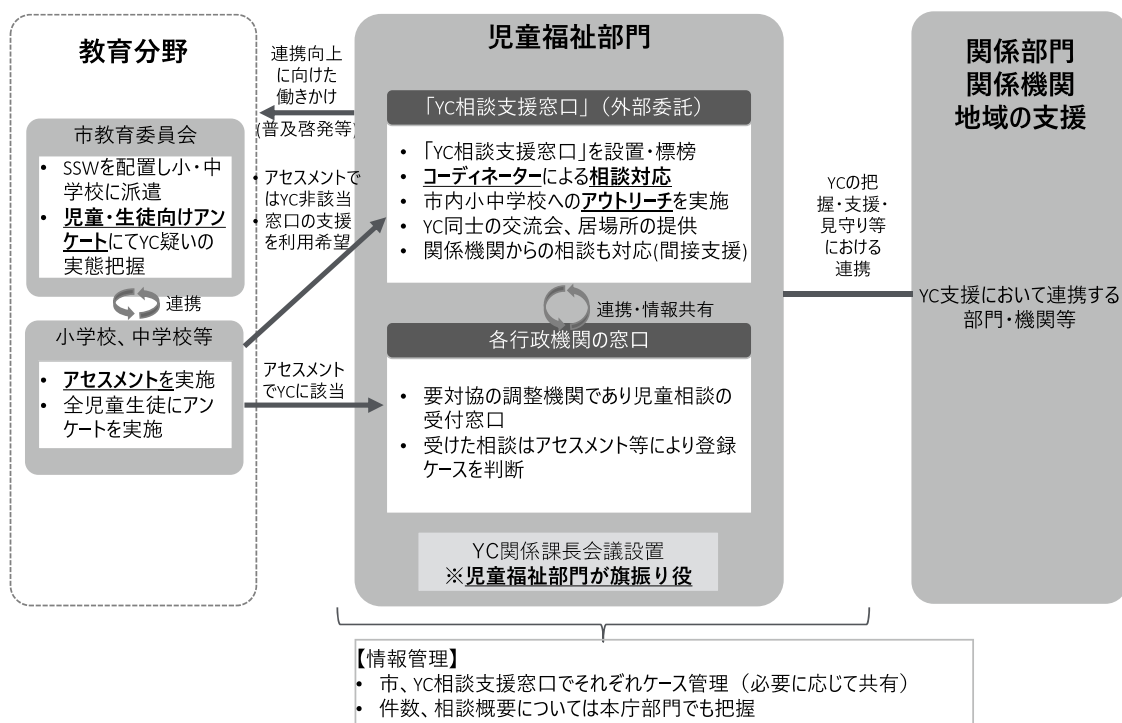 教育分野
市教育委員会
• SSWを配置し小・中
学校に派遣
• 児童・生徒向けアン
ケートにてYC疑いの
実態把握
連携
小学校、中学校等
• アセスメントを実施
• 全児童生徒にアン
ケートを実施
連携向上
に向けた
働きかけ
(普及啓発等)
• アセスメントで
はYC非該当
• 窓口の支援
を利用希望
アセスメント
でYCに該当
児童福祉部門
「YC相談支援窓口」（外部委託）
• 「YC相談支援窓口」を設置・標榜
• コーディネーターによる相談対応
• 市内小中学校へのアウトリーチを実施
• YC同士の交流会、居場所の提供
• 関係機関からの相談も対応(間接支援)
連携・情報共有
各行政機関の窓口
• 要対協の調整機関であり児童相談の
受付窓口
• 受けた相談はアセスメント等により登録
ケースを判断
YC関係課長会議設置
※児童福祉部門が旗振り役
YCの把
握・支援・
見守り等
における
連携
関係部門
関係機関
地域の支援
YC支援において連携する
部門・機関等
【情報管理】
• 市、YC相談支援窓口でそれぞれケース管理（必要に応じて共有）
• 件数、相談概要については本庁部門でも把握